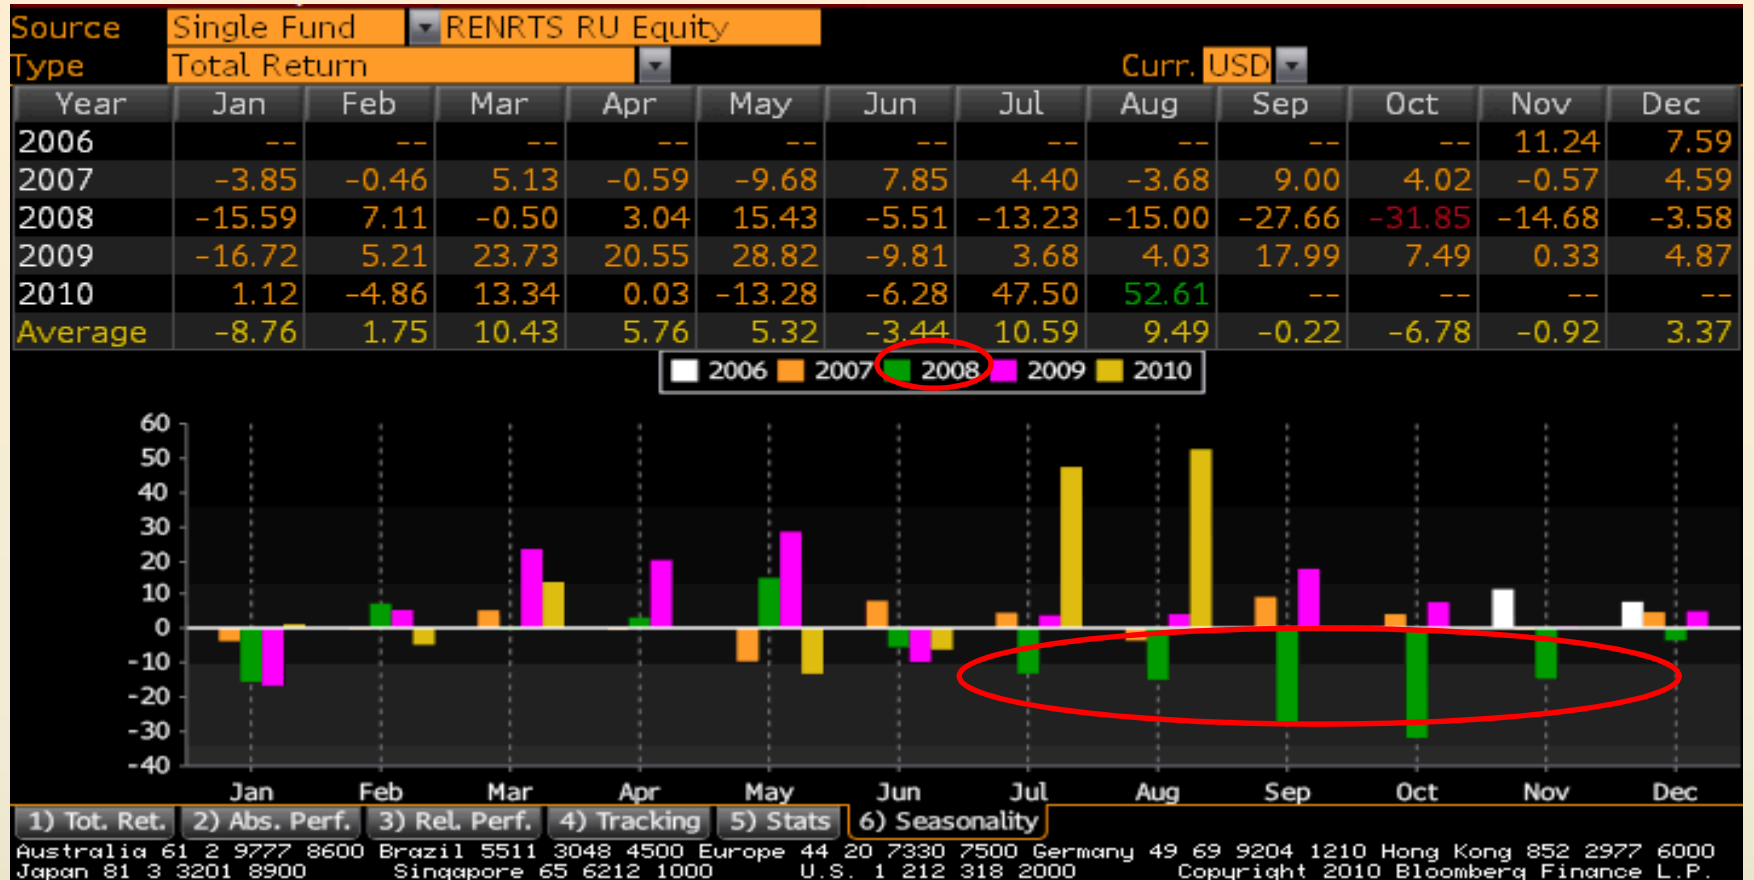 Source Single Fund RENRTS RU Equity
Type Total Return Curr. USD
Year Jan Feb Mar Apr May Jun Jul Aug Sep Oct Nov Dec
2006 -- -- -- -- -- -- -- -- -- -- 11.24 7.59
2007 -3.85 -0.46 5.13 -0.59 -9.68 7.85 4.40 -3.68 9.00 4.02 -0.57 4.59
2008 -15.59 7.11 -0.50 3.04 15.43 -5.51 -13.23 -15.00 -27.66 -31.85 -14.68 -3.58
2009 -16.72 5.21 23.73 20.55 28.82 -9.81 3.68 4.03 17.99 7.49 0.33 4.87
2010 1.12 -4.86 13.34 0.03 -13.28 -6.28 47.50 52.61 -- -- -- --
Average -8.76 1.75 10.43 5.76 5.32 -3.44 10.59 9.49 -0.22 -6.78 -0.92 3.37
2006 2007 2008 2009 2010
60
50
40
30
20
10
0
-10
-20
-30
-40
Jan Feb Mar Apr May Jun Jul Aug Sep Oct Nov Dec
1) Tot. Ret. 2) Abs. Perf. 3) Rel. Perf. 4) Tracking 5) Stats 6) Seasonality
Australia 61 2 9777 8600 Brazil 5511 3048 4500 Europe 44 20 7330 7500 Germany 49 69 9204 1210 Hong Kong 852 2977 6000
Japan 81 3 3201 8900 Singapore 65 6212 1000 U.S. 1 212 318 2000 Copyright 2010 Bloomberg Finance L.P.